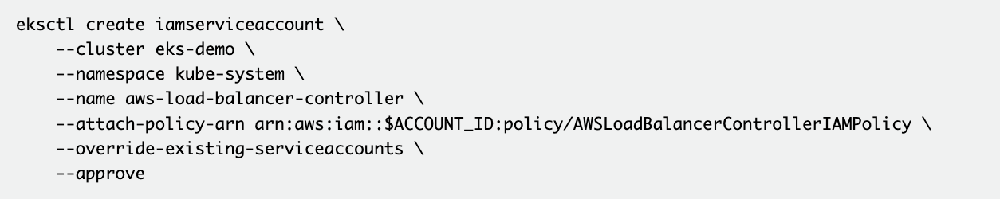 eksctl create iamserviceaccount \
    --cluster eks-demo \
    --namespace kube-system \
    --name aws-load-balancer-controller \
    --attach-policy-arn arn:aws:iam::$ACCOUNT_ID:policy/AWSLoadBalancerControllerIAMPolicy \
    --override-existing-serviceaccounts \
    --approve